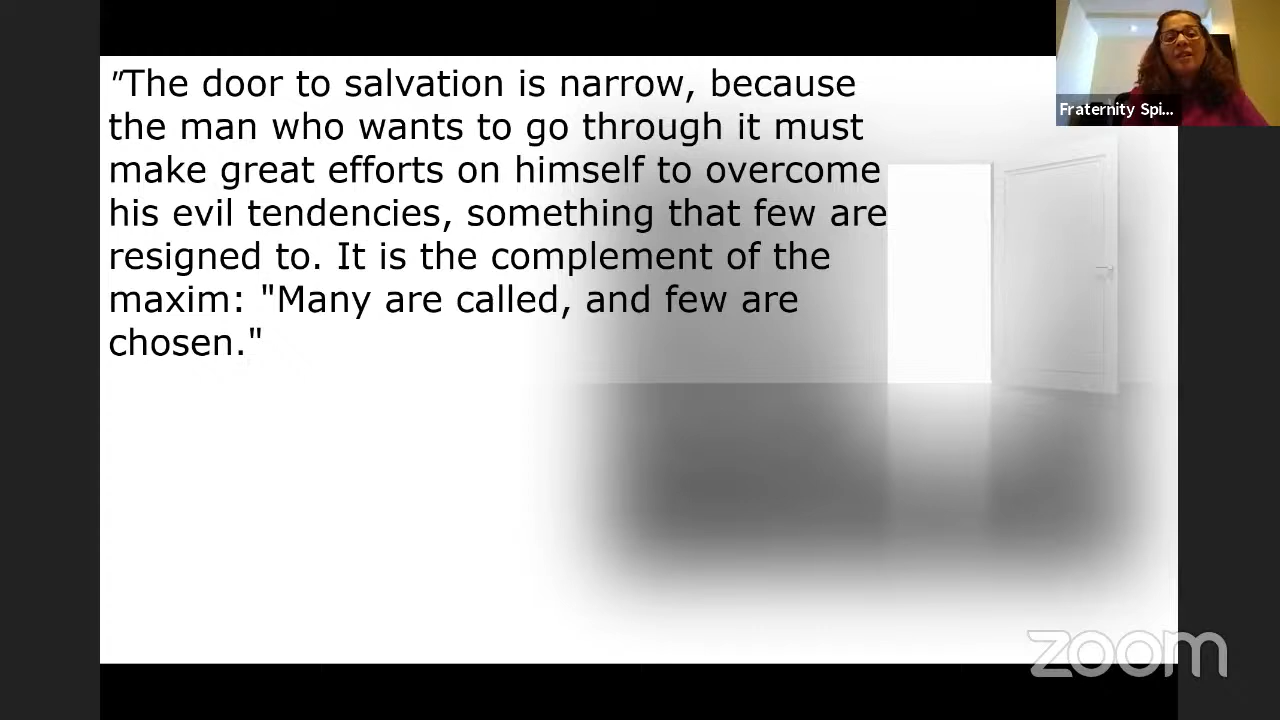 "The door to salvation is narrow, because
the man who wants to go through it must
make great efforts on himself to overcome
his evil tendencies, something that few are
resigned to. It is the complement of the
maxim: "Many are called, and few are
chosen."
Fraternity Spi...
zoom